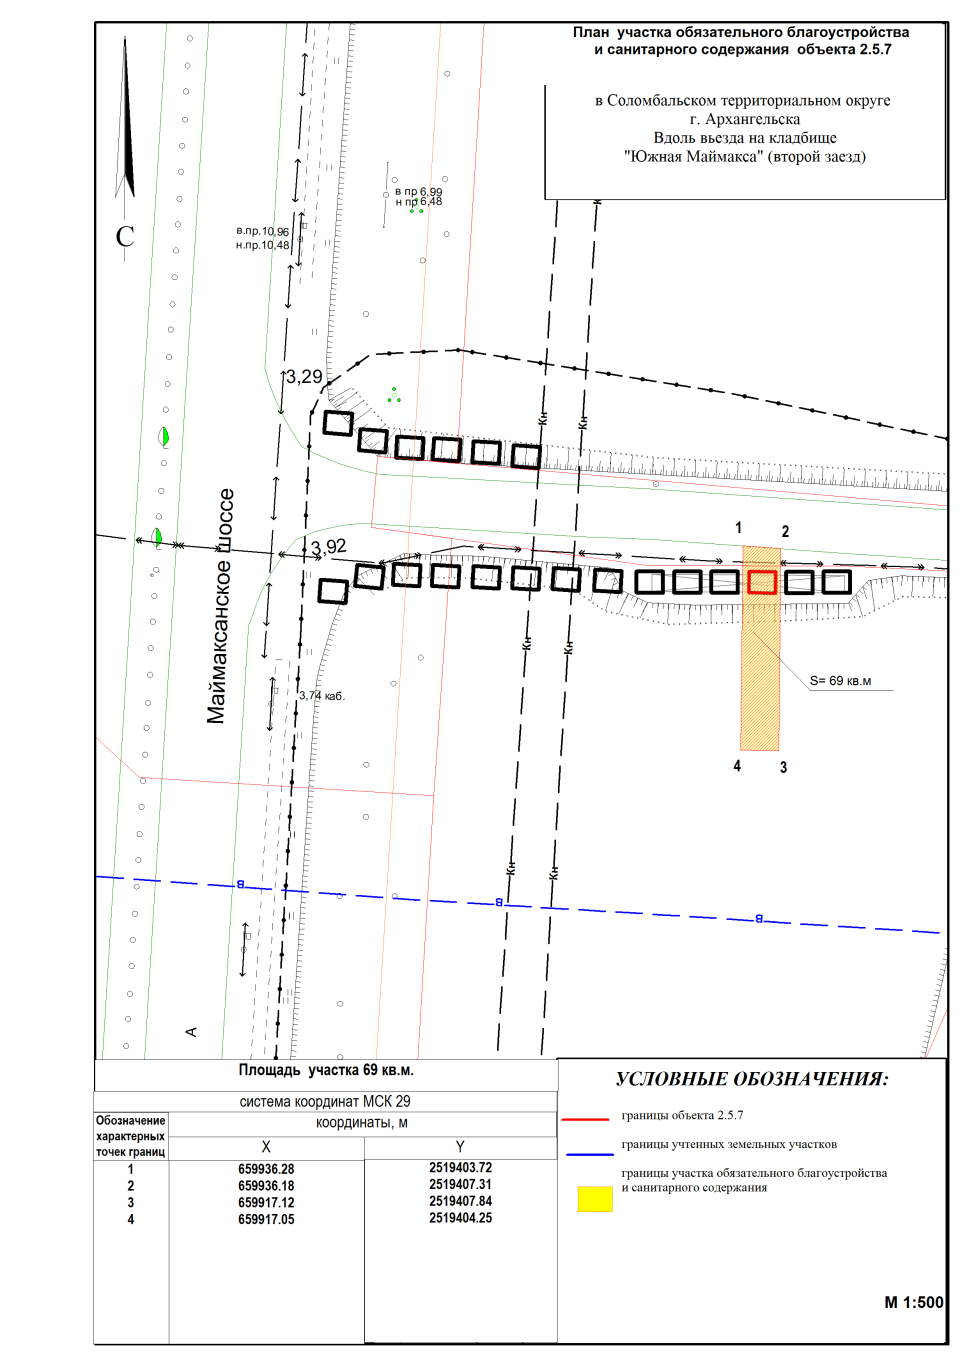 План участка обязательного благоустройства
и санитарного содержания объекта 2.5.7
в Соломбальском территориальном округе
г. Архангельска
Вдоль въезда на кладбище
"Южная Маймакса" (второй заезд)
С
в пр 6,99
н пр 6,48
в.пр.10,96
н.пр.10,48
3,29
Кн
Кн
3,92
1
2
Маймаксанское шоссе
Кн
Кн
S= 69 кв.м
3,74 каб.
4
3
Кн
Кн
В
В
В
А
Площадь участка 69 кв.м.
система координат МСК 29
Обозначение
характерных
точек границ
координаты, м
X
Y
1 659936.28 2519403.72
2 659936.18 2519407.31
3 659917.12 2519407.84
4 659917.05 2519404.25
УСЛОВНЫЕ ОБОЗНАЧЕНИЯ:
границы объекта 2.5.7
границы учтенных земельных участков
границы участка обязательного благоустройства
и санитарного содержания
М 1:500